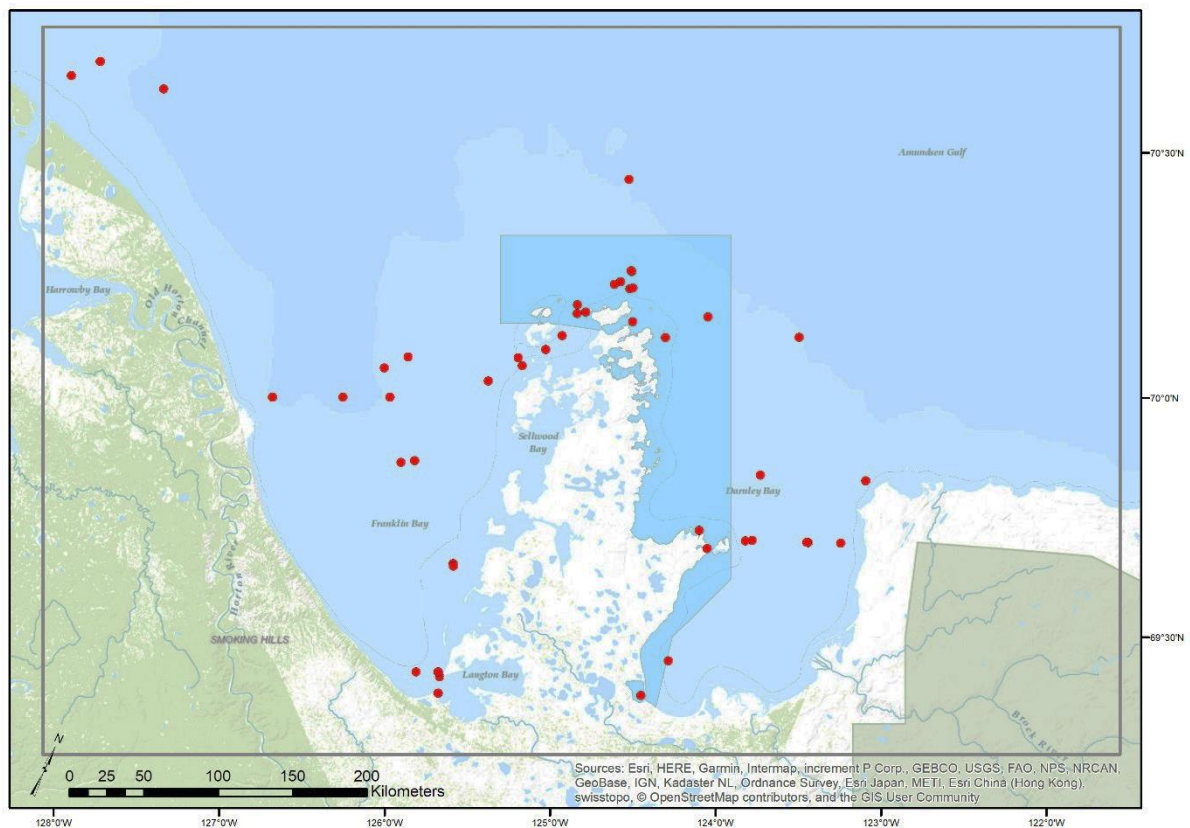 Amundsen Gulf
70°30'N
Harrowby Bay
Old Horton Channel
70°0'N
Sellwood
Bay
Darnley Bay
Franklin Bay
Horton River
SMOKING HILLS
69°30'N
Langton Bay
Brock River
N
0 25 50 100 150 200
Kilometers
Sources: Esri, HERE, Garmin, Intermap, increment P Corp., GEBCO, USGS, FAO, NPS, NRCAN,
GeoBase, IGN, Kadaster NL, Ordnance Survey, Esri Japan, METI, Esri China (Hong Kong),
swisstopo, © OpenStreetMap contributors, and the GIS User Community
128°0'W 127°0'W 126°0'W 125°0'W 124°0'W 123°0'W 122°0'W